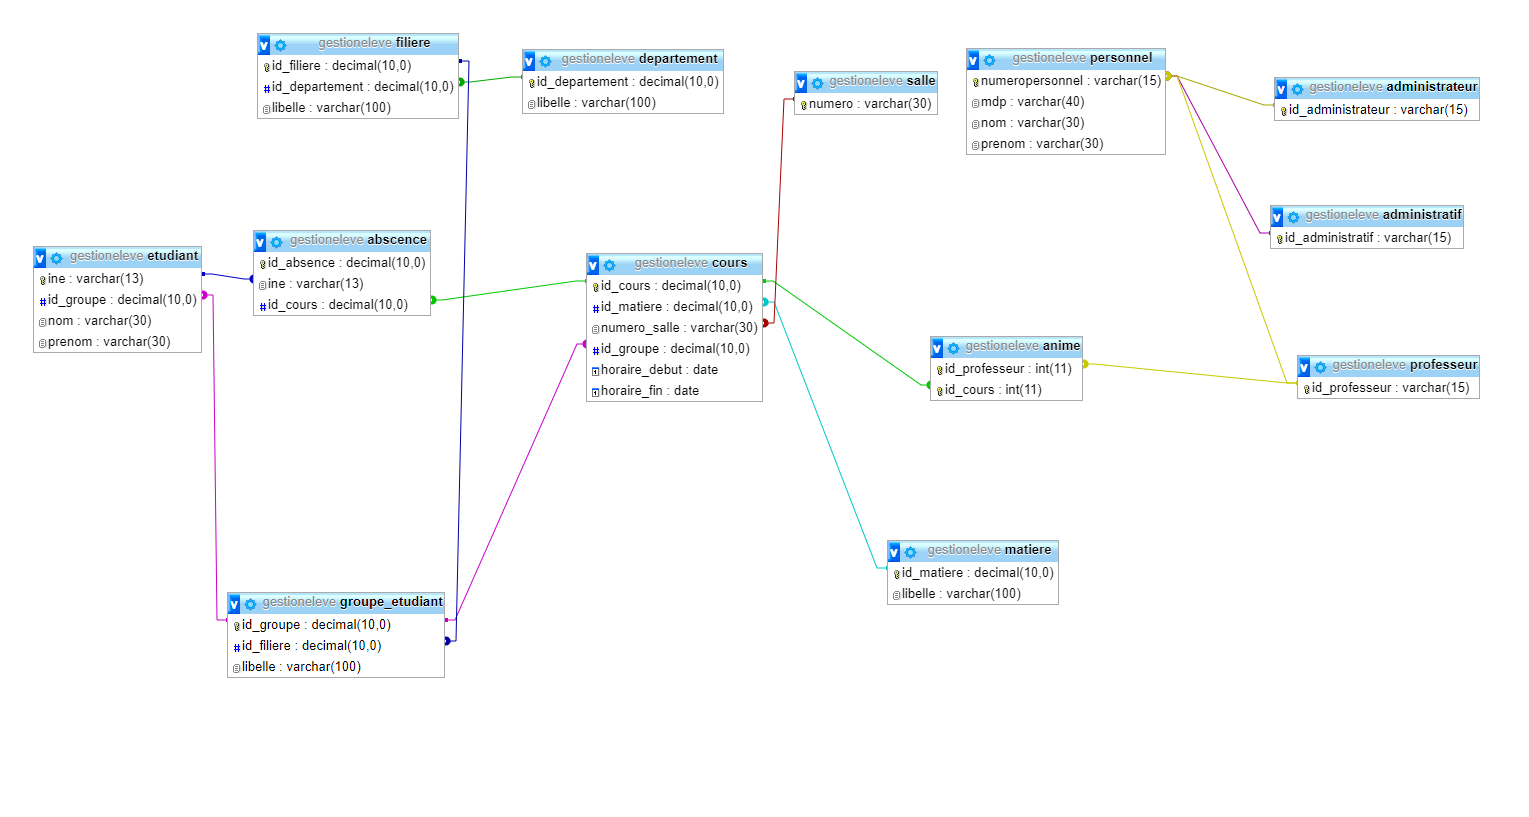 gestioneleve filiere
id_filiere : decimal(10,0)
id_departement : decimal(10,0)
libelle : varchar(100)
gestioneleve departement
id_departement : decimal(10,0)
libelle : varchar(100)
gestioneleve salle
numero : varchar(30)
gestioneleve personnel
numeropersonnel : varchar(15)
mdp : varchar(40)
nom : varchar(30)
prenom : varchar(30)
gestioneleve administrateur
id_administrateur : varchar(15)
gestioneleve administratif
id_administratif : varchar(15)
gestioneleve etudiant
ine : varchar(13)
id_groupe : decimal(10,0)
nom : varchar(30)
prenom : varchar(30)
gestioneleve abscence
id_absence : decimal(10,0)
ine : varchar(13)
id_cours : decimal(10,0)
gestioneleve cours
id_cours : decimal(10,0)
id_matiere : decimal(10,0)
numero_salle : varchar(30)
id_groupe : decimal(10,0)
horaire_debut : date
horaire_fin : date
gestioneleve anime
id_professeur : int(11)
id_cours : int(11)
gestioneleve professeur
id_professeur : varchar(15)
gestioneleve matiere
id_matiere : decimal(10,0)
libelle : varchar(100)
gestioneleve groupe_etudiant
id_groupe : decimal(10,0)
id_filiere : decimal(10,0)
libelle : varchar(100)